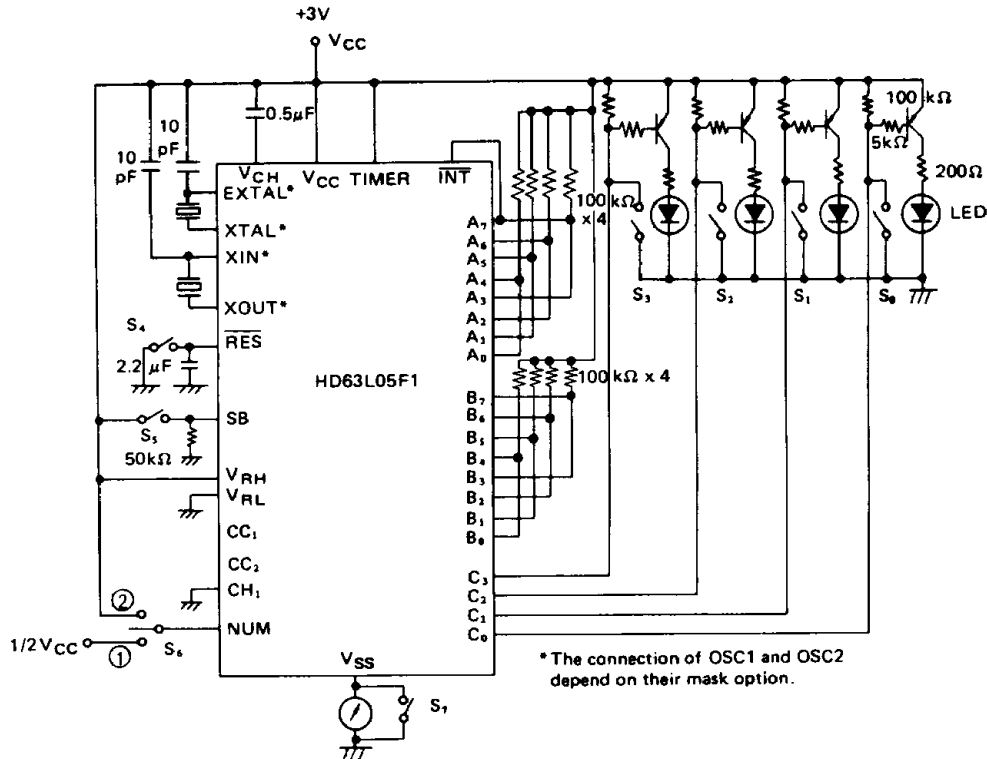 +3V
VCC
0.5μF
10
pF
10
pF
VCH
VCC
TIMER
INT
EXTAL*
XTAL*
XIN*
XOUT*
RES
SB
VRH
VRL
CC1
CC2
CH1
NUM
VSS
HD63L05F1
A7
A6
A5
A4
A3
A2
A1
A0
B7
B6
B5
B4
B3
B2
B1
B0
C3
C2
C1
C0
100 kΩ
x 4
100 kΩ x 4
100 kΩ
5kΩ
200Ω
LED
S3
S2
S1
S0
S4
2.2 μF
S5
50kΩ
②
①
1/2 VCC
S6
S7
* The connection of OSC1 and OSC2
depend on their mask option.